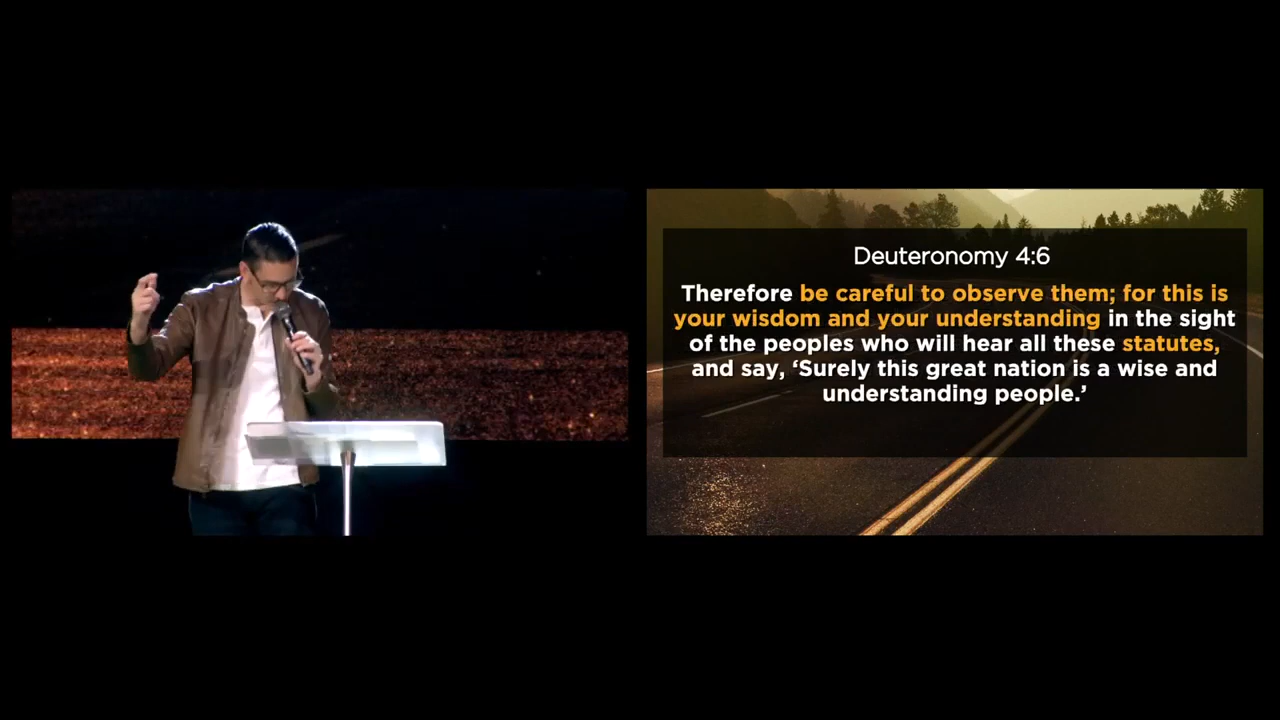 Deuteronomy 4:6
Therefore be careful to observe them; for this is
your wisdom and your understanding in the sight
of the peoples who will hear all these statutes,
and say, ‘Surely this great nation is a wise and
understanding people.’